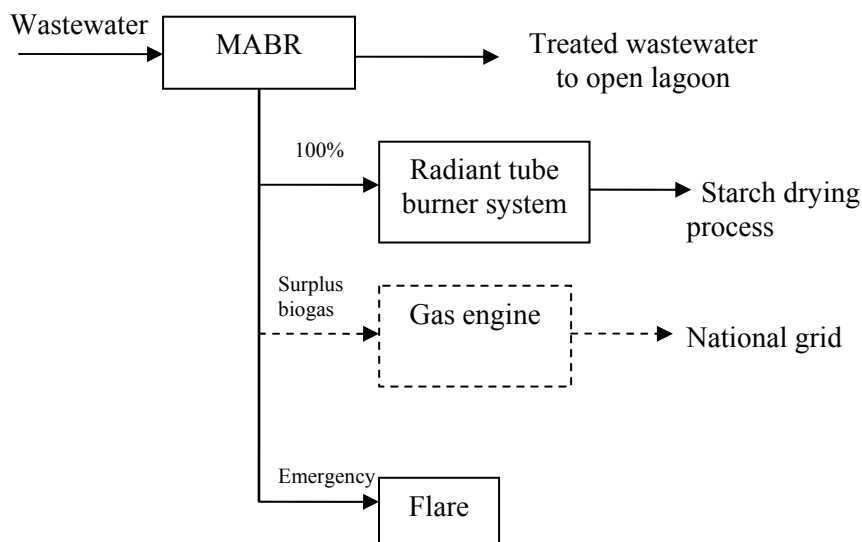 Wastewater
MABR
Treated wastewater
to open lagoon
100%
Radiant tube
burner system
Starch drying
process
Surplus
biogas
Gas engine
National grid
Emergency
Flare